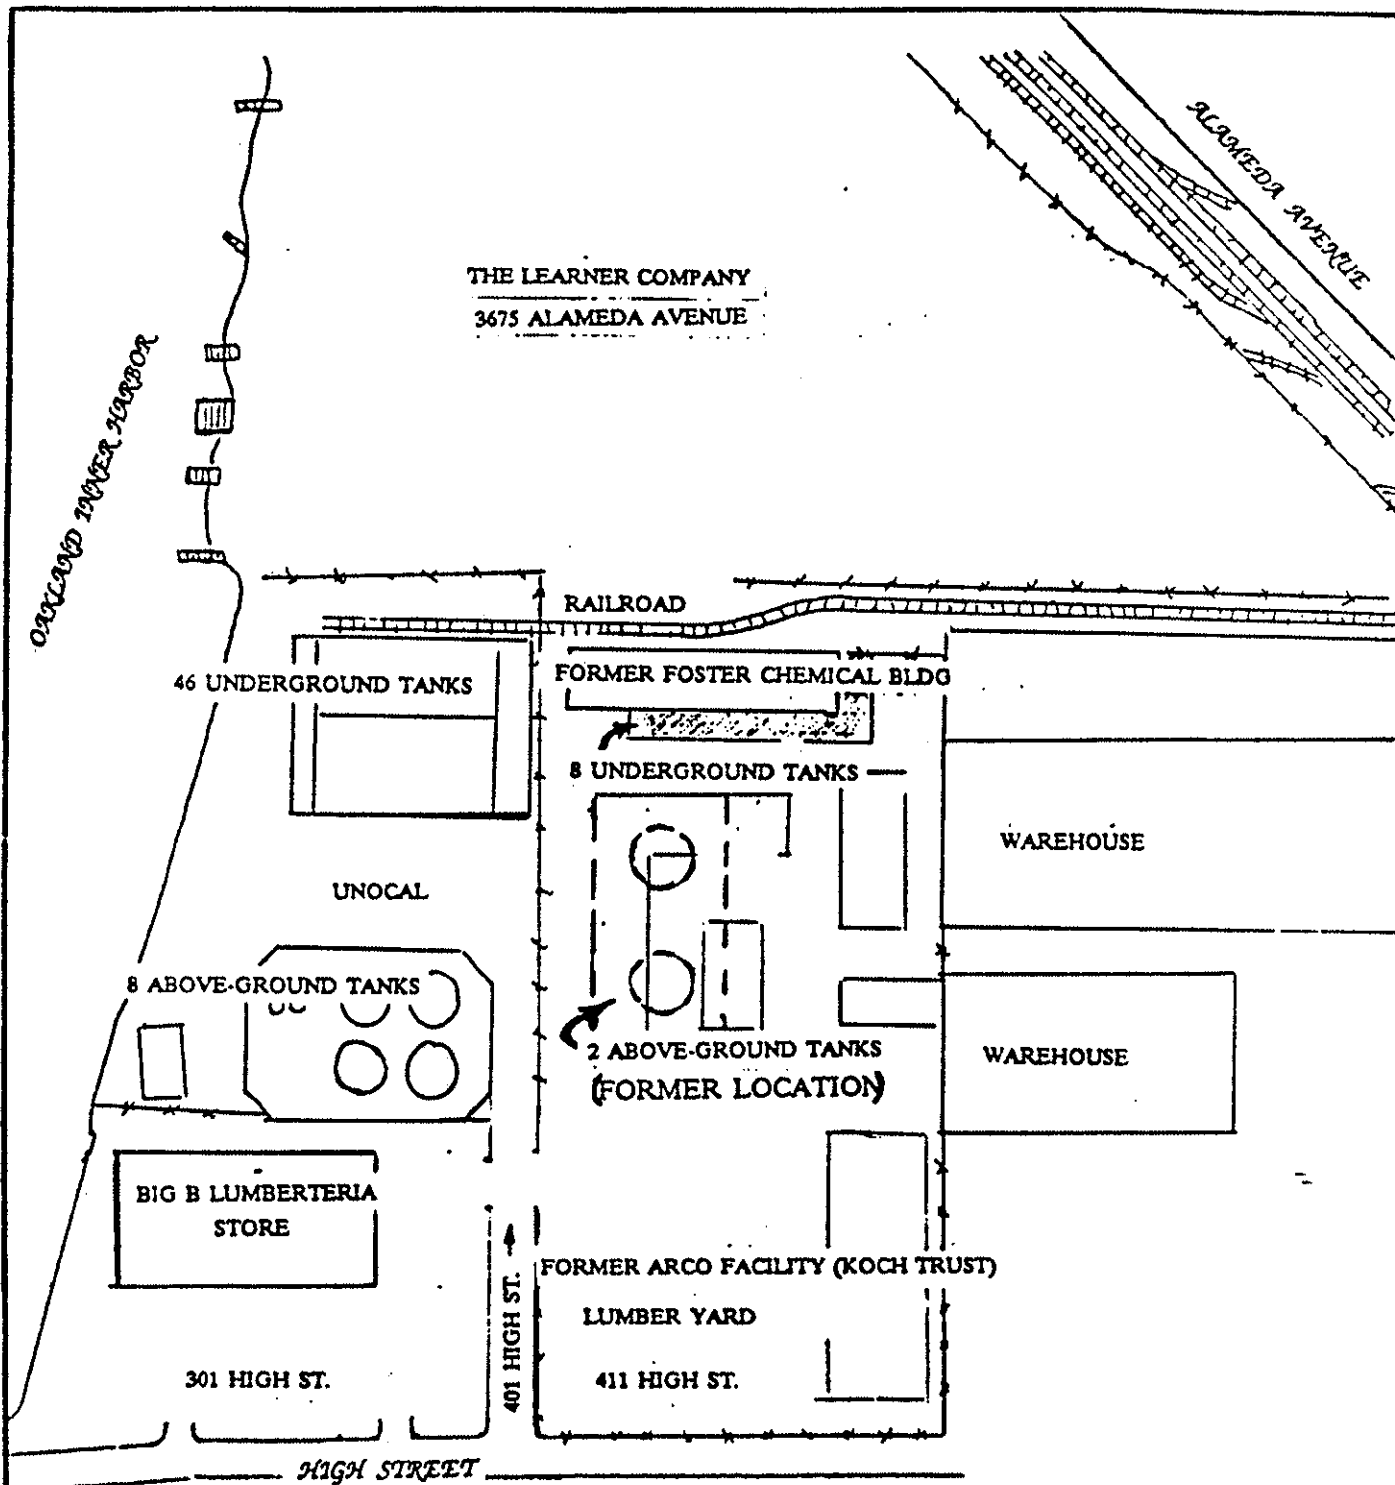 ALAMEDA AVENUE
THE LEARNER COMPANY
3675 ALAMEDA AVENUE
OAKLAND INNER HARBOR
RAILROAD
46 UNDERGROUND TANKS
FORMER FOSTER CHEMICAL BLDG
8 UNDERGROUND TANKS
WAREHOUSE
UNOCAL
8 ABOVE-GROUND TANKS
2 ABOVE-GROUND TANKS
(FORMER LOCATION)
WAREHOUSE
BIG B LUMBERTERIA
STORE
401 HIGH ST.
FORMER ARCO FACILITY (KOCH TRUST)
LUMBER YARD
301 HIGH ST.
411 HIGH ST.
HIGH STREET